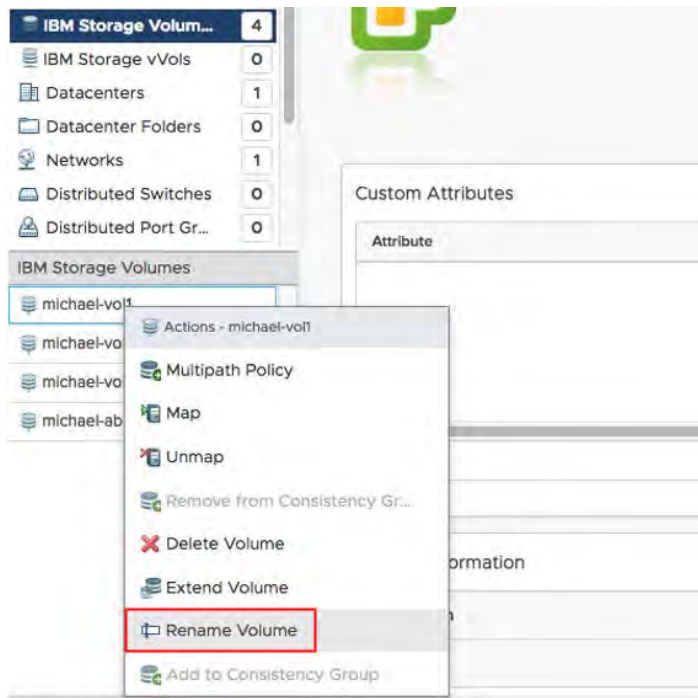 IBM Storage Volum... 4
IBM Storage vVols 0
Datacenters 1
Datacenter Folders 0
Networks 1
Distributed Switches 0
Distributed Port Gr... 0
IBM Storage Volumes
michael-vol1
michael-vo
michael-vo
michael-ab
Actions - michael-vol1
Multipath Policy
Map
Unmap
Remove from Consistency Gr...
Delete Volume
Extend Volume
Rename Volume
Add to Consistency Group
Custom Attributes
Attribute
ormation